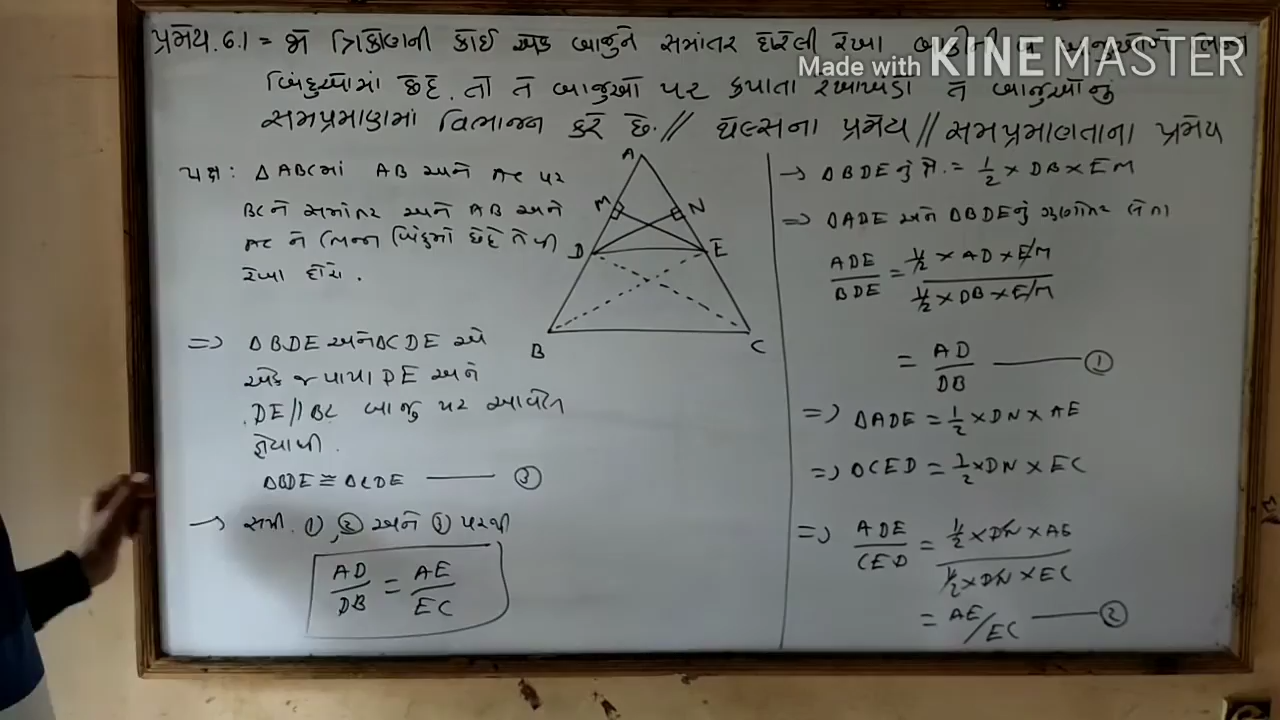 પ્રમેય. 6.1 = જો ત્રિકોણની કોઈ એક બાજુને સમાંતર દોરેલી રેખા બાકીની બે
Made with KINEMASTER
બિંદુઓમાં છેદે. તો તે બાજુઓ પર કપાતા રેખાખંડો તે બાજુઓનું
સમપ્રમાણમાં વિભાજન કરે છે. // થેલ્સના પ્રમેય // સમપ્રમાણતાના પ્રમેય
પક્ષ: Δ ABCમાં AB અને AC પર
BCને સમાંતર અને AB અને
AC ને ભિન્ન બિંદુમાં છેદે તેવી
રેખા
=> Δ BDE અને Δ CDE એ
એક જ પાયા DE અને
DE // BC બાજુ પર આવેલ
હોવાથી.
ΔBDE ≅ ΔCDE —— ③
-> સમી. ①, ② અને ③ પરથી
AD/DB = AE/EC
A
M N
D E
B C
-> ΔBDE નું ક્ષે. = 1/2 × DB × EM
=> ΔADE અને ΔBDEનું ગુણોત્તર લેતા
ADE/BDE = 1/2 × AD × EM / 1/2 × DB × EM
= AD/DB —— ①
=> ΔADE = 1/2 × DN × AE
=> ΔCED = 1/2 × DN × EC
=> ADE/CED = 1/2 × DN × AE / 1/2 × DN × EC
= AE/EC —— ②